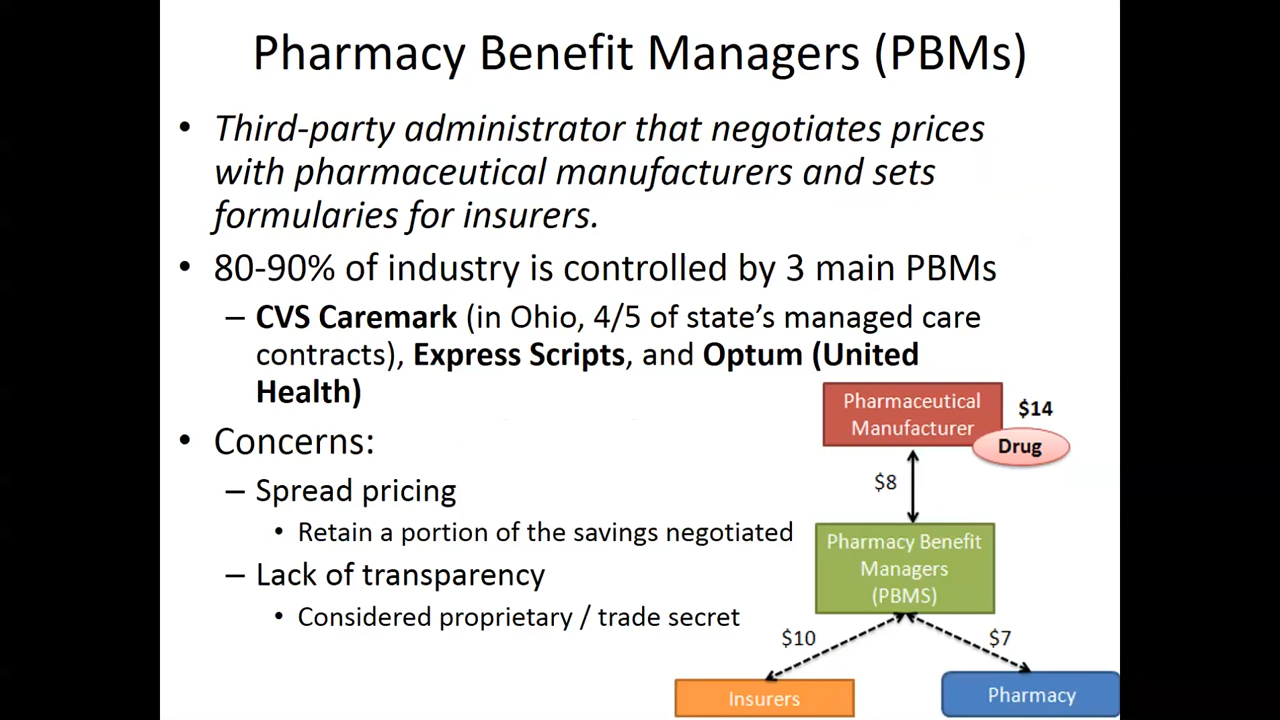 Pharmacy Benefit Managers (PBMs)
• Third-party administrator that negotiates prices
with pharmaceutical manufacturers and sets
formularies for insurers.
• 80-90% of industry is controlled by 3 main PBMs
– CVS Caremark (in Ohio, 4/5 of state’s managed care
contracts), Express Scripts, and Optum (United
Health)
• Concerns:
– Spread pricing
• Retain a portion of the savings negotiated
– Lack of transparency
• Considered proprietary / trade secret
Pharmaceutical
Manufacturer
$14
Drug
$8
Pharmacy Benefit
Managers
(PBMS)
$10
$7
Insurers
Pharmacy